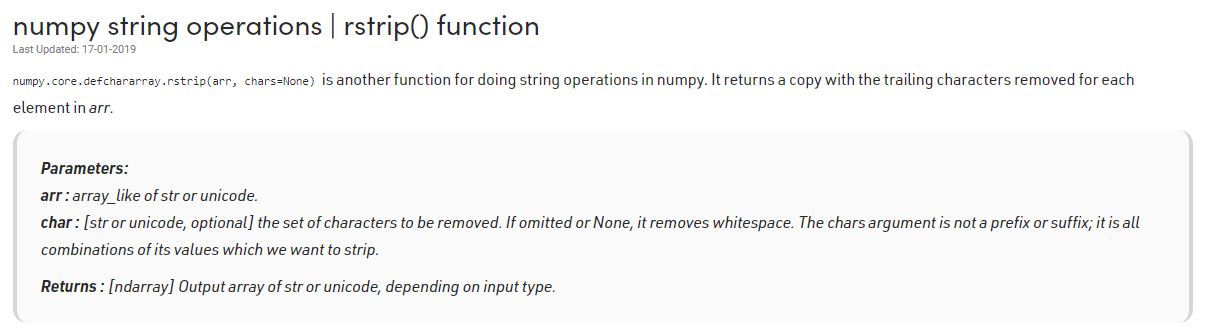 numpy string operations | rstrip() function
Last Updated: 17-01-2019
numpy.core.defchararray.rstrip(arr, chars=None) is another function for doing string operations in numpy. It returns a copy with the trailing characters removed for each
element in arr.
Parameters:
arr : array_like of str or unicode.
char : [str or unicode, optional] the set of characters to be removed. If omitted or None, it removes whitespace. The chars argument is not a prefix or suffix; it is all
combinations of its values which we want to strip.
Returns : [ndarray] Output array of str or unicode, depending on input type.